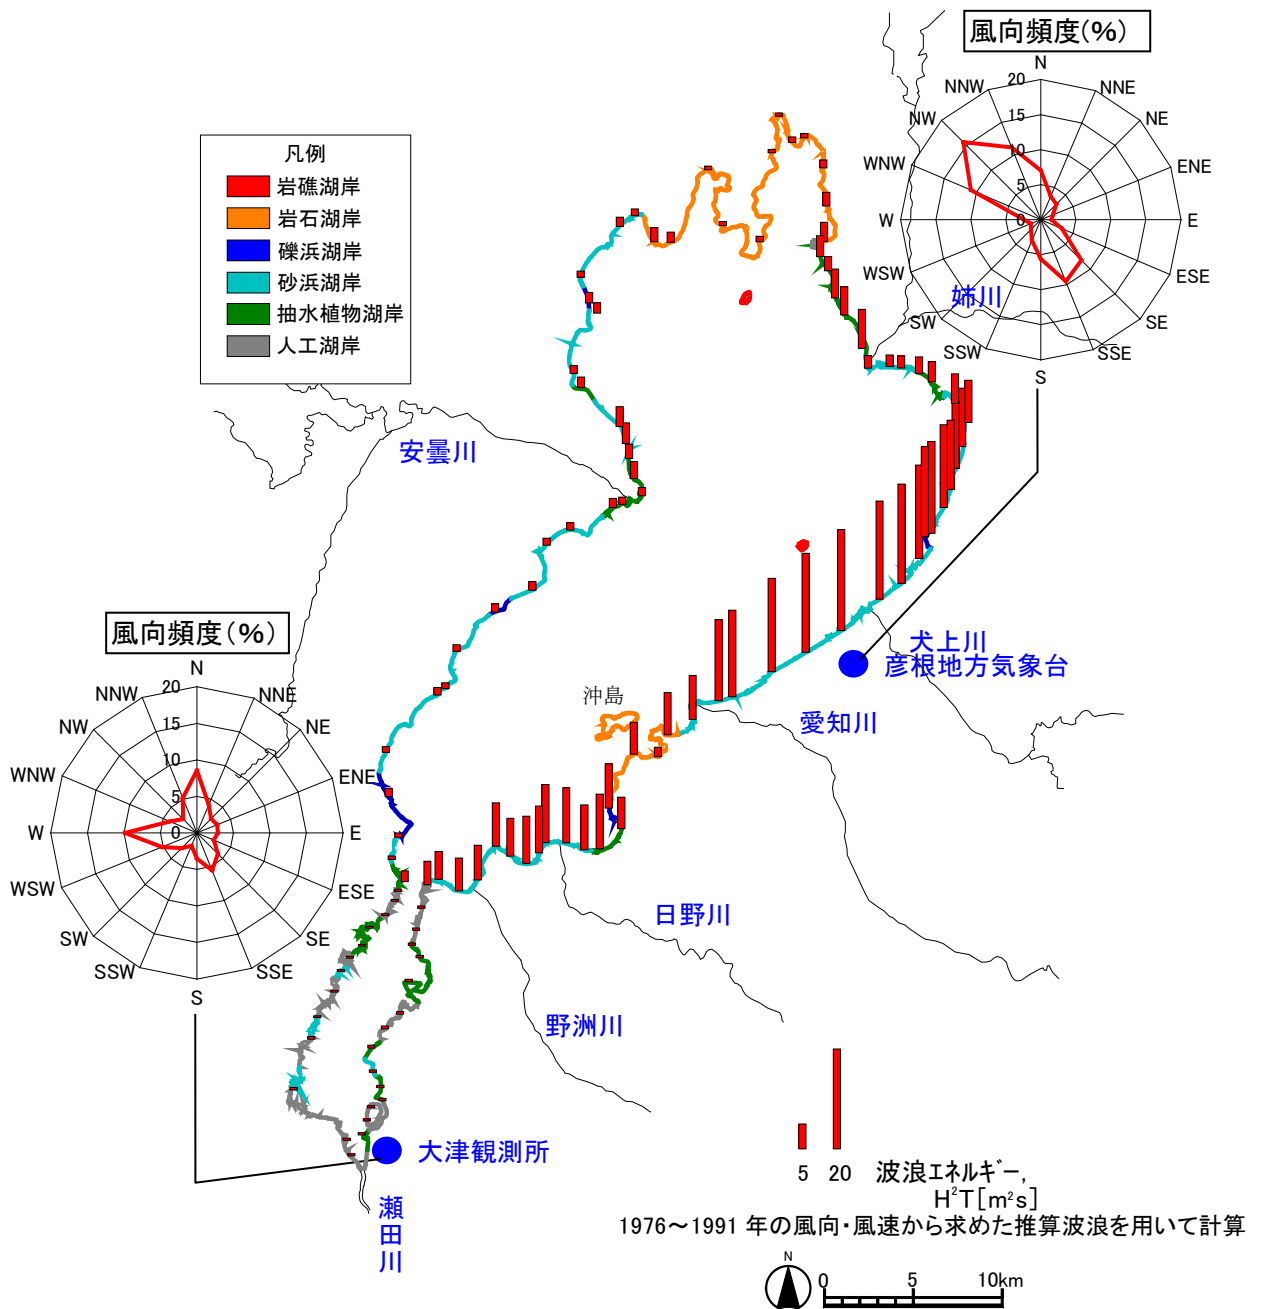 風向頻度(%)
N
NNE
NE
ENE
E
ESE
SE
SSE
S
SSW
SW
WSW
W
WNW
NW
NNW
20
15
10
5
0
凡例
岩礁湖岸
岩石湖岸
礫浜湖岸
砂浜湖岸
抽水植物湖岸
人工湖岸
姉川
安曇川
犬上川
彦根地方気象台
沖島
愛知川
風向頻度(%)
N
NNE
NE
ENE
E
ESE
SE
SSE
S
SSW
SW
WSW
W
WNW
NW
NNW
20
15
10
5
0
日野川
野洲川
大津観測所
瀬田川
5 20 波浪エネルギー,
H²T[m²s]
1976～1991 年の風向・風速から求めた推算波浪を用いて計算
N
0 5 10km